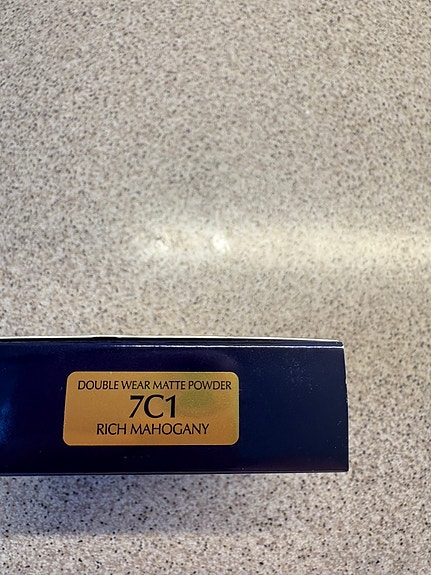 DOUBLE WEAR MATTE POWDER
7C1
RICH MAHOGANY